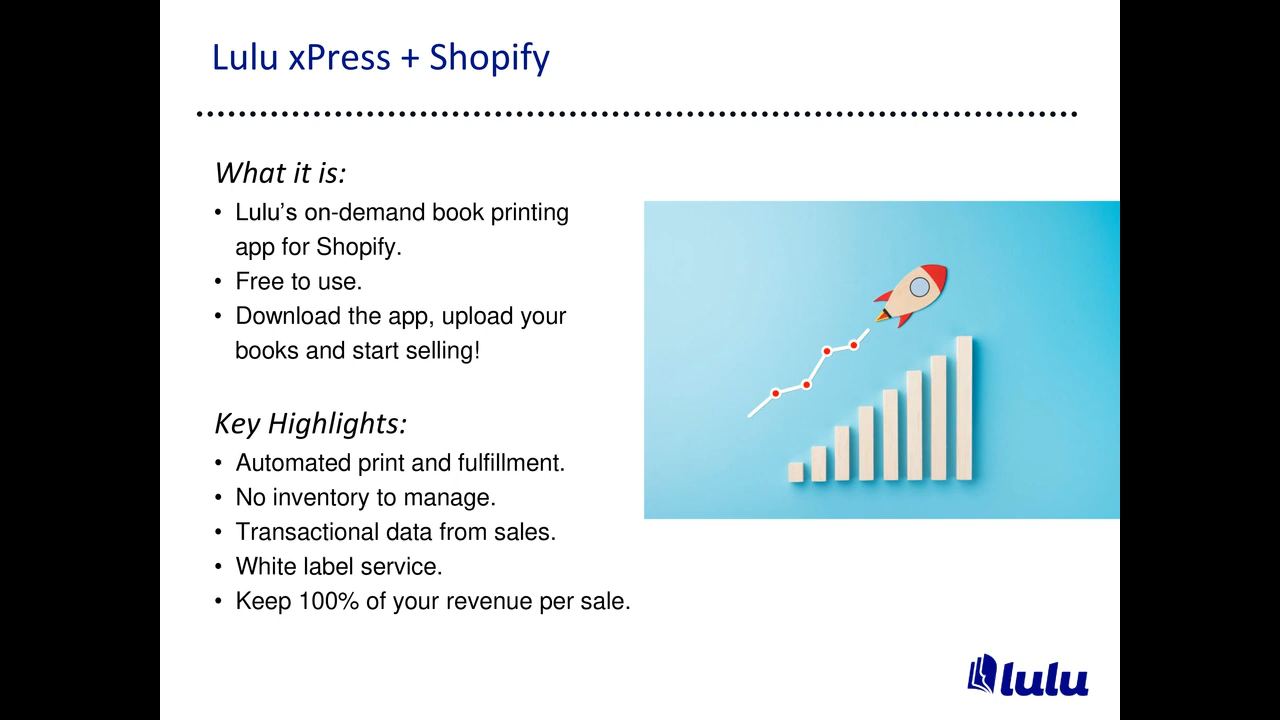 Lulu xPress + Shopify
What it is:
• Lulu’s on-demand book printing
app for Shopify.
• Free to use.
• Download the app, upload your
books and start selling!
Key Highlights:
• Automated print and fulfillment.
• No inventory to manage.
• Transactional data from sales.
• White label service.
• Keep 100% of your revenue per sale.
lulu